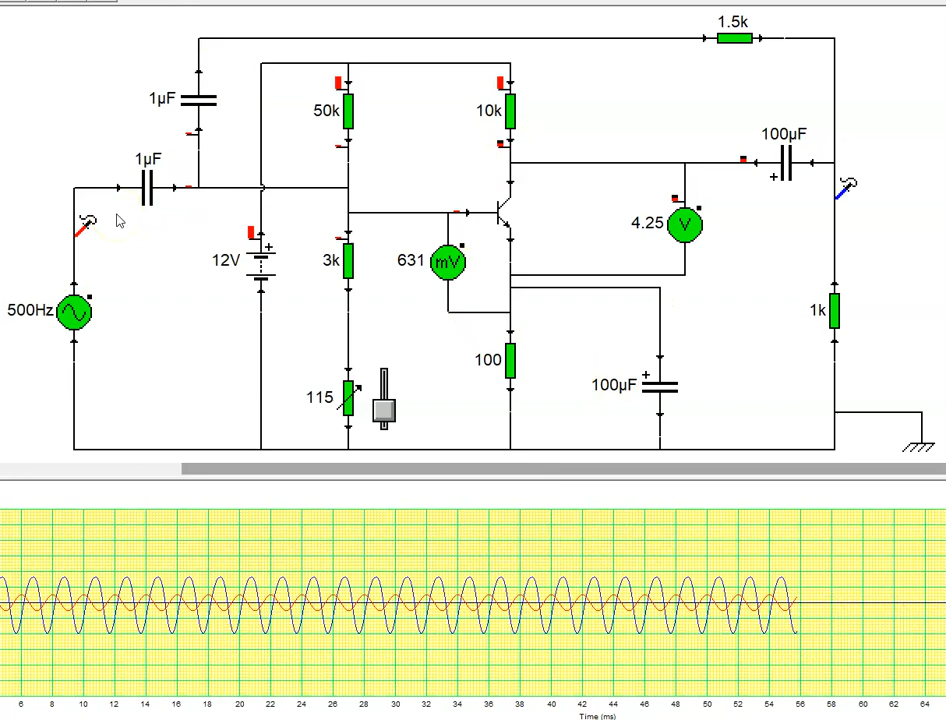 1.5k
1µF
50k
10k
100µF
1µF
4.25
V
12V
3k
631
mV
500Hz
1k
100
100µF
115
6 8 10 12 14 16 18 20 22 24 26 28 30 32 34 36 38 40 42 44 46 48 50 52 54 56 58 60 62 64
Time (ms)